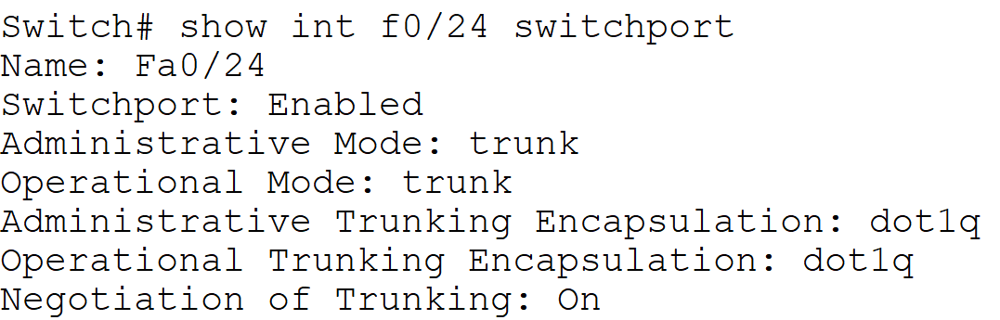 Switch# show int f0/24 switchport
Name: Fa0/24
Switchport: Enabled
Administrative Mode: trunk
Operational Mode: trunk
Administrative Trunking Encapsulation: dot1q
Operational Trunking Encapsulation: dot1q
Negotiation of Trunking: On